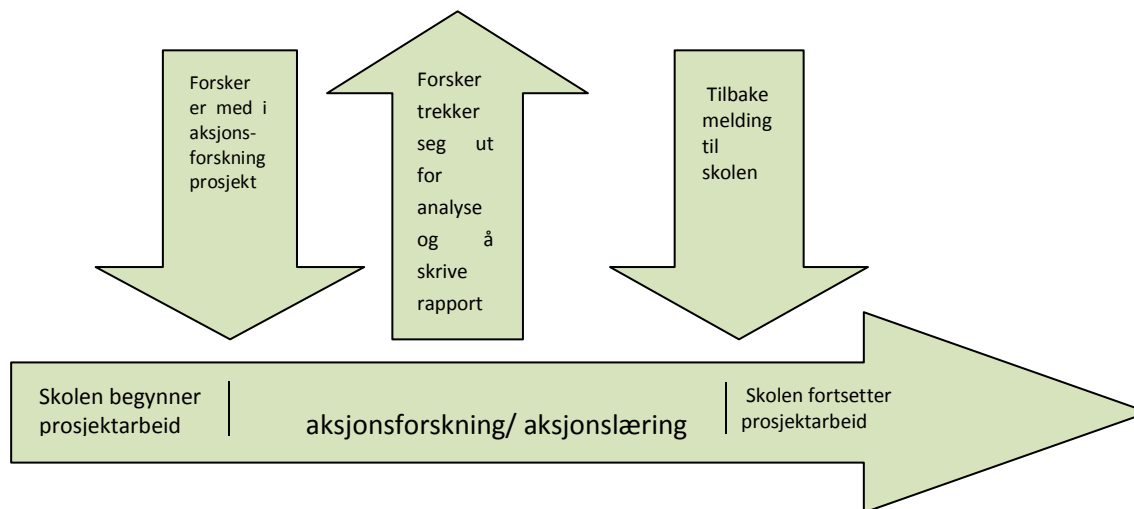 Forsker
er med i
aksjons-
forskning
prosjekt
Forsker
trekker
seg ut
for
analyse
og å
skrive
rapport
Tilbake
melding
til
skolen
Skolen begynner
prosjektarbeid
aksjonsforskning/ aksjonslæring
Skolen fortsetter
prosjektarbeid